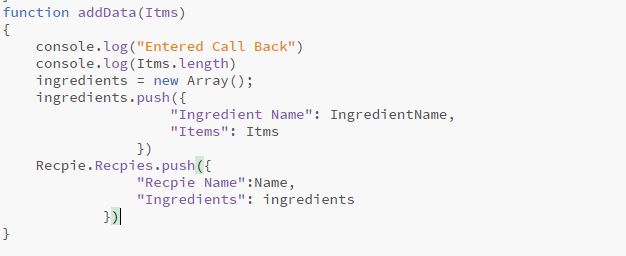 function addData(Itms)
{
    console.log("Entered Call Back")
    console.log(Itms.length)
    ingredients = new Array();
    ingredients.push({
                    "Ingredient Name": IngredientName,
                    "Items": Itms
                })
    Recpie.Recpies.push({
                "Recpie Name":Name,
                "Ingredients": ingredients
            })
}